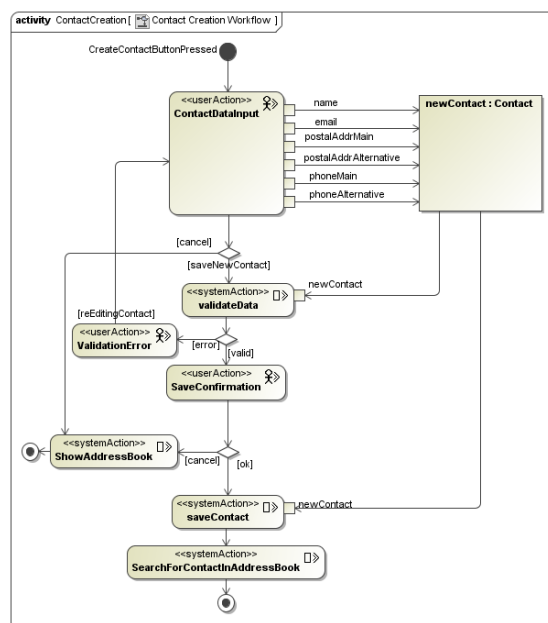 activity ContactCreation [ Contact Creation Workflow ]
CreateContactButtonPressed
<<userAction>>
ContactDataInput
name
email
postalAddrMain
postalAddrAlternative
phoneMain
phoneAlternative
newContact : Contact
[cancel]
[saveNewContact]
<<systemAction>>
validateData
newContact
[reEditingContact]
<<userAction>>
ValidationError
[error]
[valid]
<<userAction>>
SaveConfirmation
<<systemAction>>
ShowAddressBook
[cancel]
[ok]
<<systemAction>>
saveContact
newContact
<<systemAction>>
SearchForContactInAddressBook